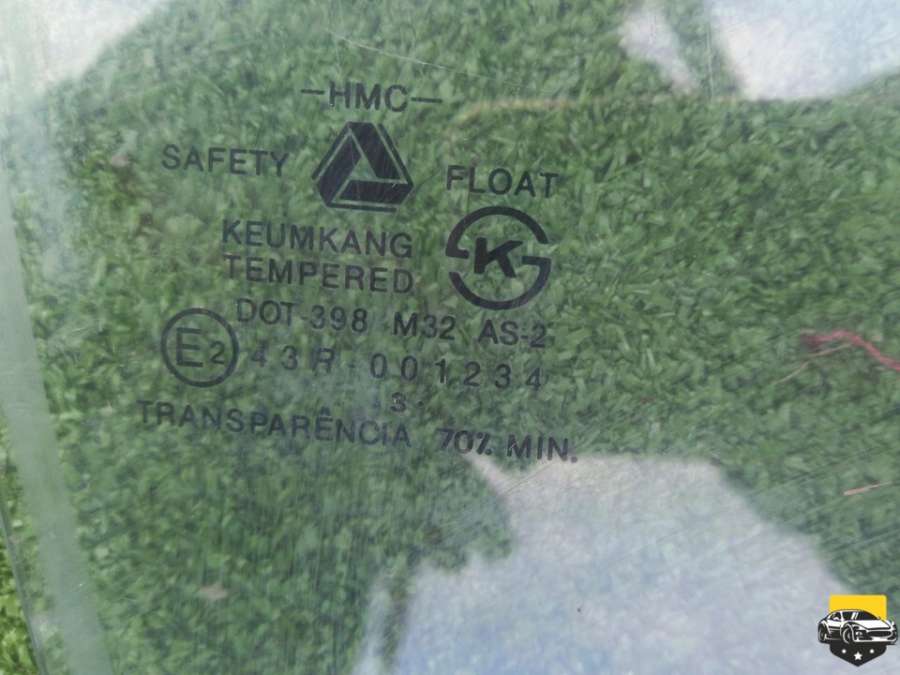 HMC
SAFETY FLOAT
KEUMKANG
TEMPERED
K
DOT-398 M32 AS-2
E2 43R-001234
3.
TRANSPARÊNCIA 70% MIN.